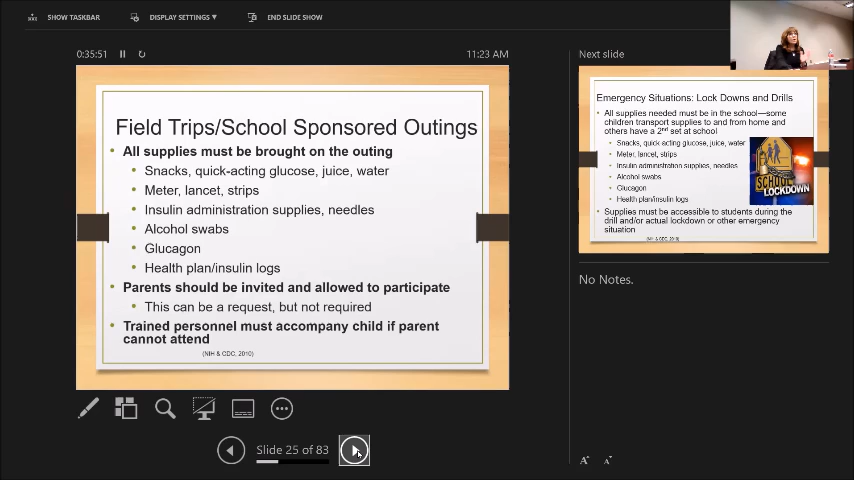 SHOW TASKBAR
DISPLAY SETTINGS ▼
END SLIDE SHOW
0:35:51
11:23 AM
Field Trips/School Sponsored Outings
• All supplies must be brought on the outing
• Snacks, quick-acting glucose, juice, water
• Meter, lancet, strips
• Insulin administration supplies, needles
• Alcohol swabs
• Glucagon
• Health plan/insulin logs
• Parents should be invited and allowed to participate
• This can be a request, but not required
• Trained personnel must accompany child if parent
cannot attend
(NIH & CDC, 2010)
Slide 25 of 83
Next slide
Emergency Situations: Lock Downs and Drills
• All supplies needed must be in the school—some
children transport supplies to and from home and
others have a 2nd set at school
• Snacks, quick acting glucose, juice, water
• Meter, lancet, strips
• Insulin administration supplies, needles
• Alcohol swabs
• Glucagon
• Health plan/insulin logs
SCHOOL
LOCKDOWN
• Supplies must be accessible to students during the
drill and/or actual lockdown or other emergency
situation
(NIH & CDC, 2010)
No Notes.
A A